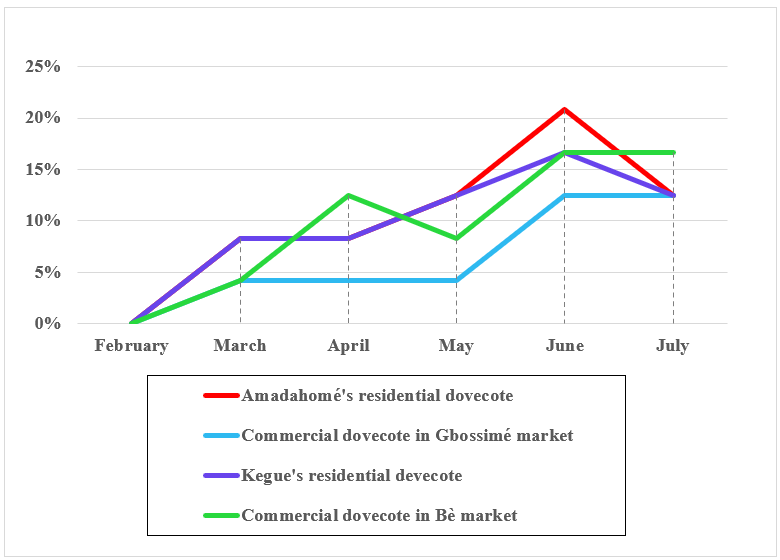 25%
20%
15%
10%
5%
0%
February March April May June July
Amadahomé's residential dovecote
Commercial dovecote in Gbossimé market
Kegue's residential devecote
Commercial dovecote in Bè market